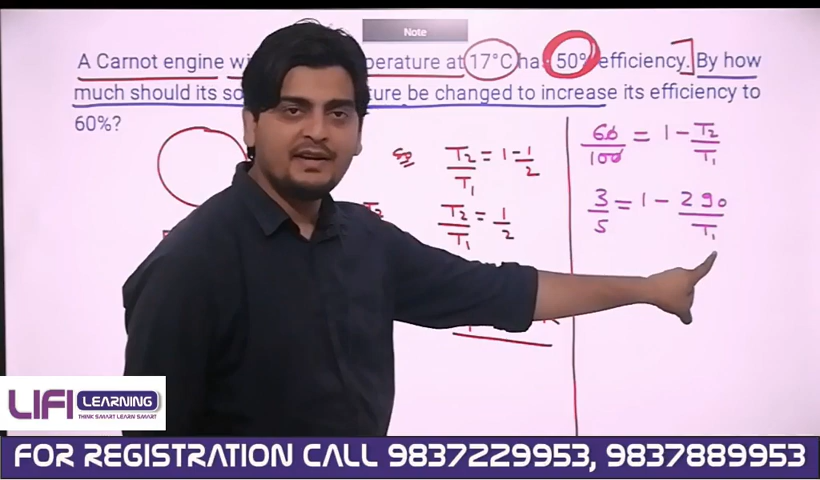 Note
A Carnot engine wi perature at 17°C has 50% efficiency. By how
much should its so ture be changed to increase its efficiency to
60%?
T2/T1 = 1 - 1/2
T2/T1 = 1/2
60/100 = 1 - T2/T1
3/5 = 1 - 290/T1
LIFI LEARNING
THINK SMART LEARN SMART
FOR REGISTRATION CALL 9837229953, 9837889953